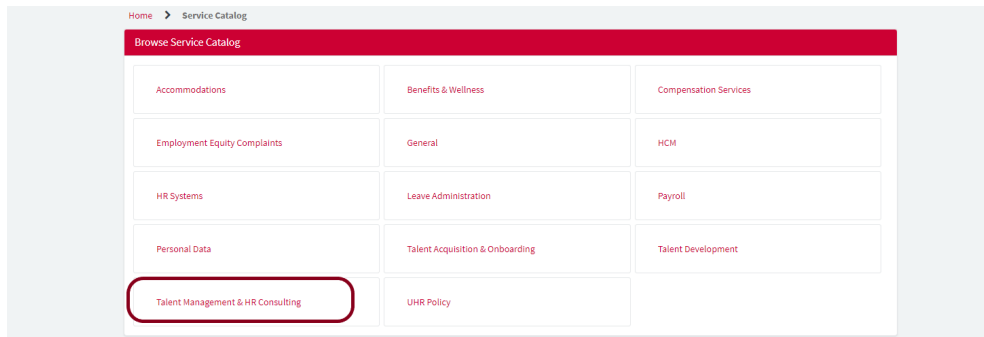 Home > Service Catalog
Browse Service Catalog
Accommodations Benefits & Wellness Compensation Services
Employment Equity Complaints General HCM
HR Systems Leave Administration Payroll
Personal Data Talent Acquisition & Onboarding Talent Development
Talent Management & HR Consulting UHR Policy